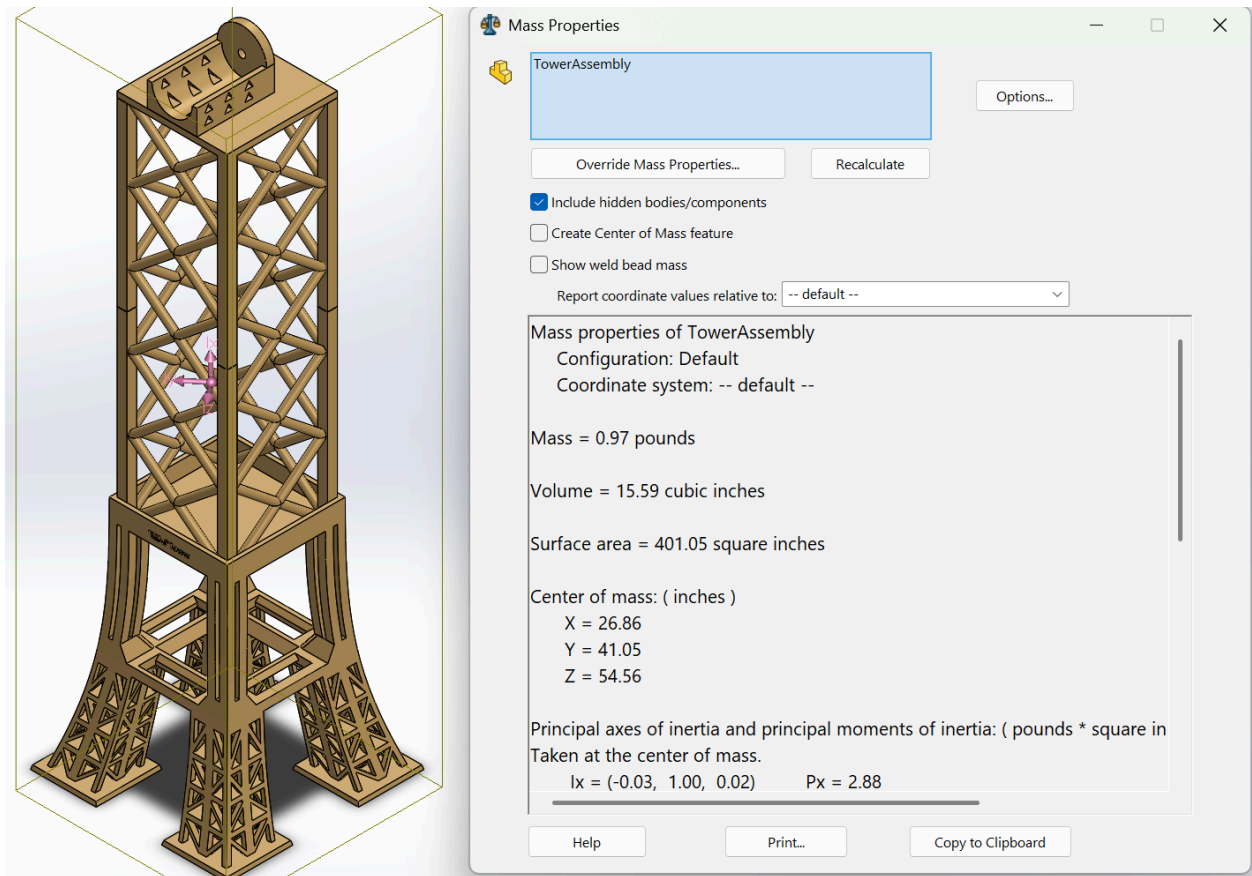 Mass Properties
TowerAssembly
Options...
Override Mass Properties...
Recalculate
Include hidden bodies/components
Create Center of Mass feature
Show weld bead mass
Report coordinate values relative to: -- default --
Mass properties of TowerAssembly
Configuration: Default
Coordinate system: -- default --
Mass = 0.97 pounds
Volume = 15.59 cubic inches
Surface area = 401.05 square inches
Center of mass: ( inches )
X = 26.86
Y = 41.05
Z = 54.56
Principal axes of inertia and principal moments of inertia: ( pounds * square in
Taken at the center of mass.
Ix = (-0.03, 1.00, 0.02) Px = 2.88
Help
Print...
Copy to Clipboard